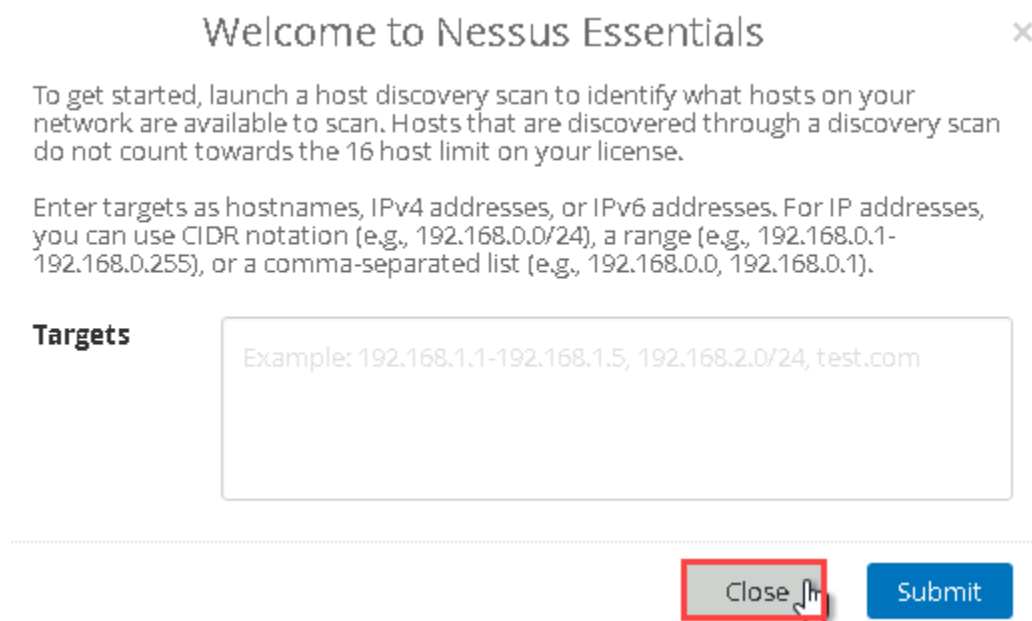 Welcome to Nessus Essentials
×
To get started, launch a host discovery scan to identify what hosts on your
network are available to scan. Hosts that are discovered through a discovery scan
do not count towards the 16 host limit on your license.
Enter targets as hostnames, IPv4 addresses, or IPv6 addresses. For IP addresses,
you can use CIDR notation (e.g., 192.168.0.0/24), a range (e.g., 192.168.0.1-
192.168.0.255), or a comma-separated list (e.g., 192.168.0.0, 192.168.0.1).
Targets
Example: 192.168.1.1-192.168.1.5, 192.168.2.0/24, test.com
Close
Submit